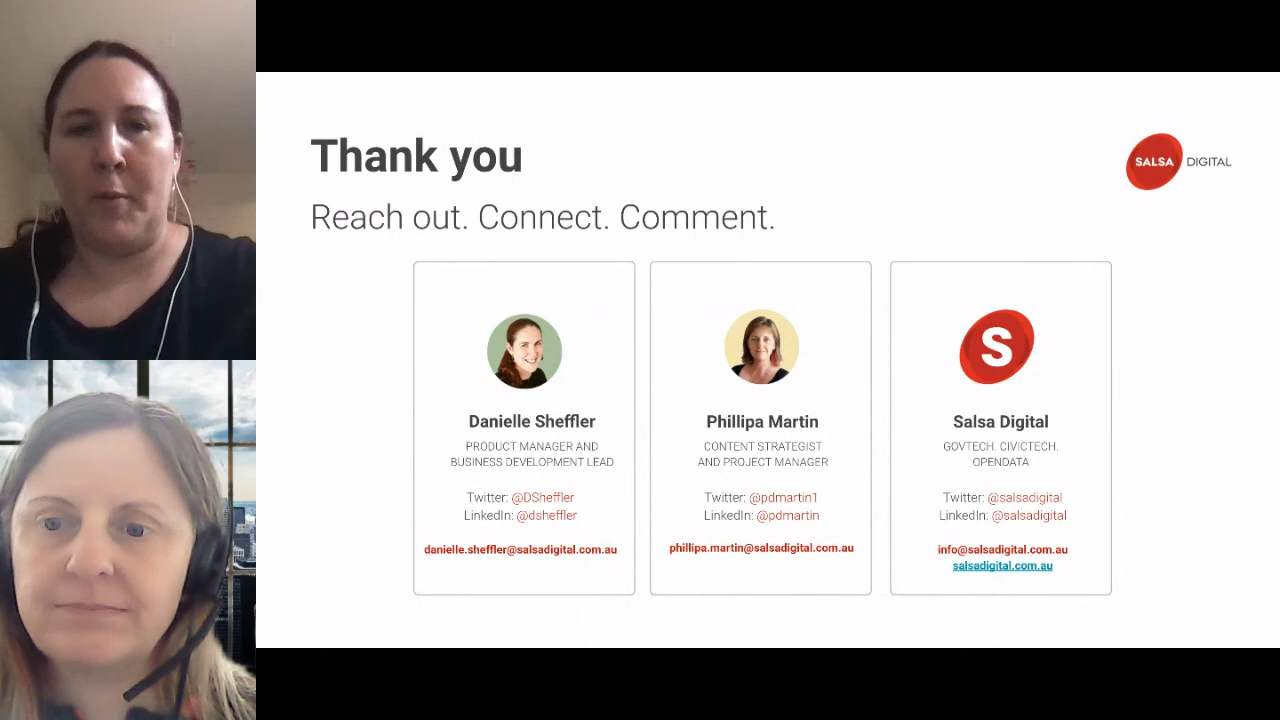 Thank you
SALSA DIGITAL
Reach out. Connect. Comment.
Danielle Sheffler
PRODUCT MANAGER AND
BUSINESS DEVELOPMENT LEAD
Twitter: @DSheffler
LinkedIn: @dsheffler
danielle.sheffler@salsadigital.com.au
Phillipa Martin
CONTENT STRATEGIST
AND PROJECT MANAGER
Twitter: @pdmartin1
LinkedIn: @pdmartin
phillipa.martin@salsadigital.com.au
S
Salsa Digital
GOVTECH. CIVICTECH.
OPENDATA
Twitter: @salsadigital
LinkedIn: @salsadigital
info@salsadigital.com.au
salsadigital.com.au